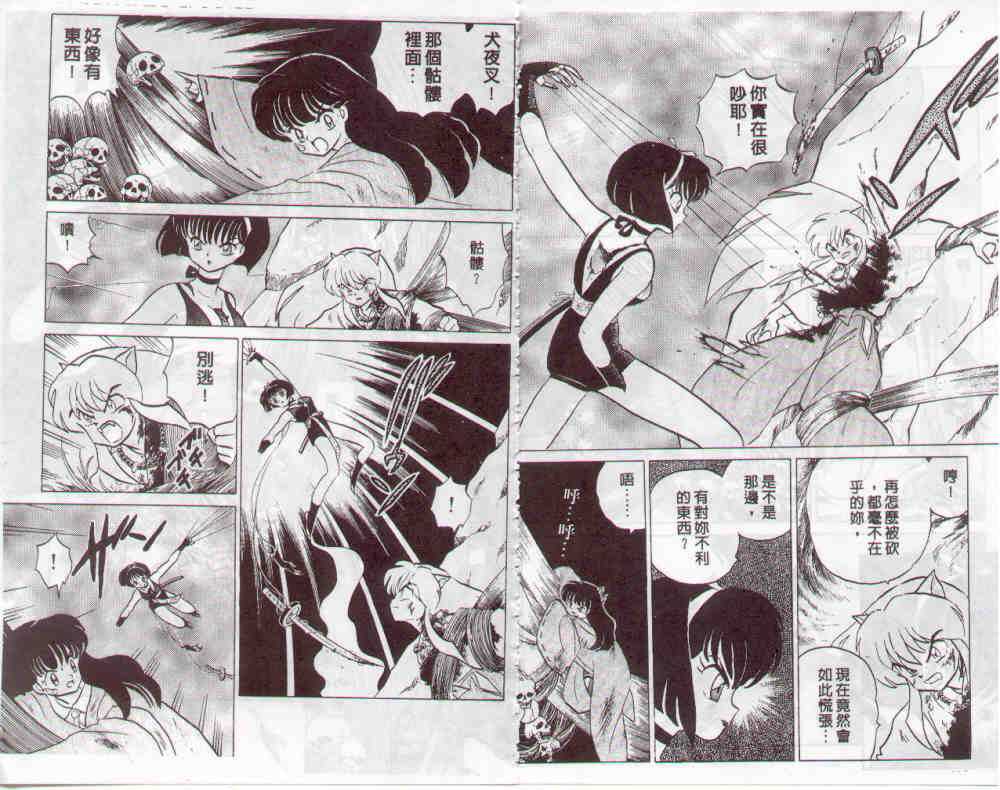 你實在很
吵耶！
哼！
再怎麼被砍
，都毫不在
乎的妳，
現在竟然會
如此慌張…
是不是
那邊，
有對妳不利
的東西？
唔……
呼…
呼…
犬夜叉！
那個骷髏
裡面…
好像有
東西！
骷髏？
嘖！
別逃！
！
！